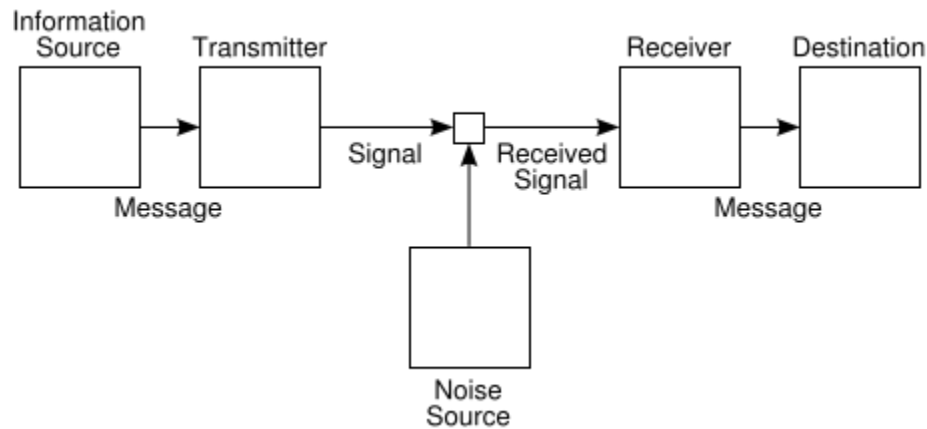 Information
Source
Transmitter
Receiver
Destination
Signal
Received
Signal
Message
Message
Noise
Source